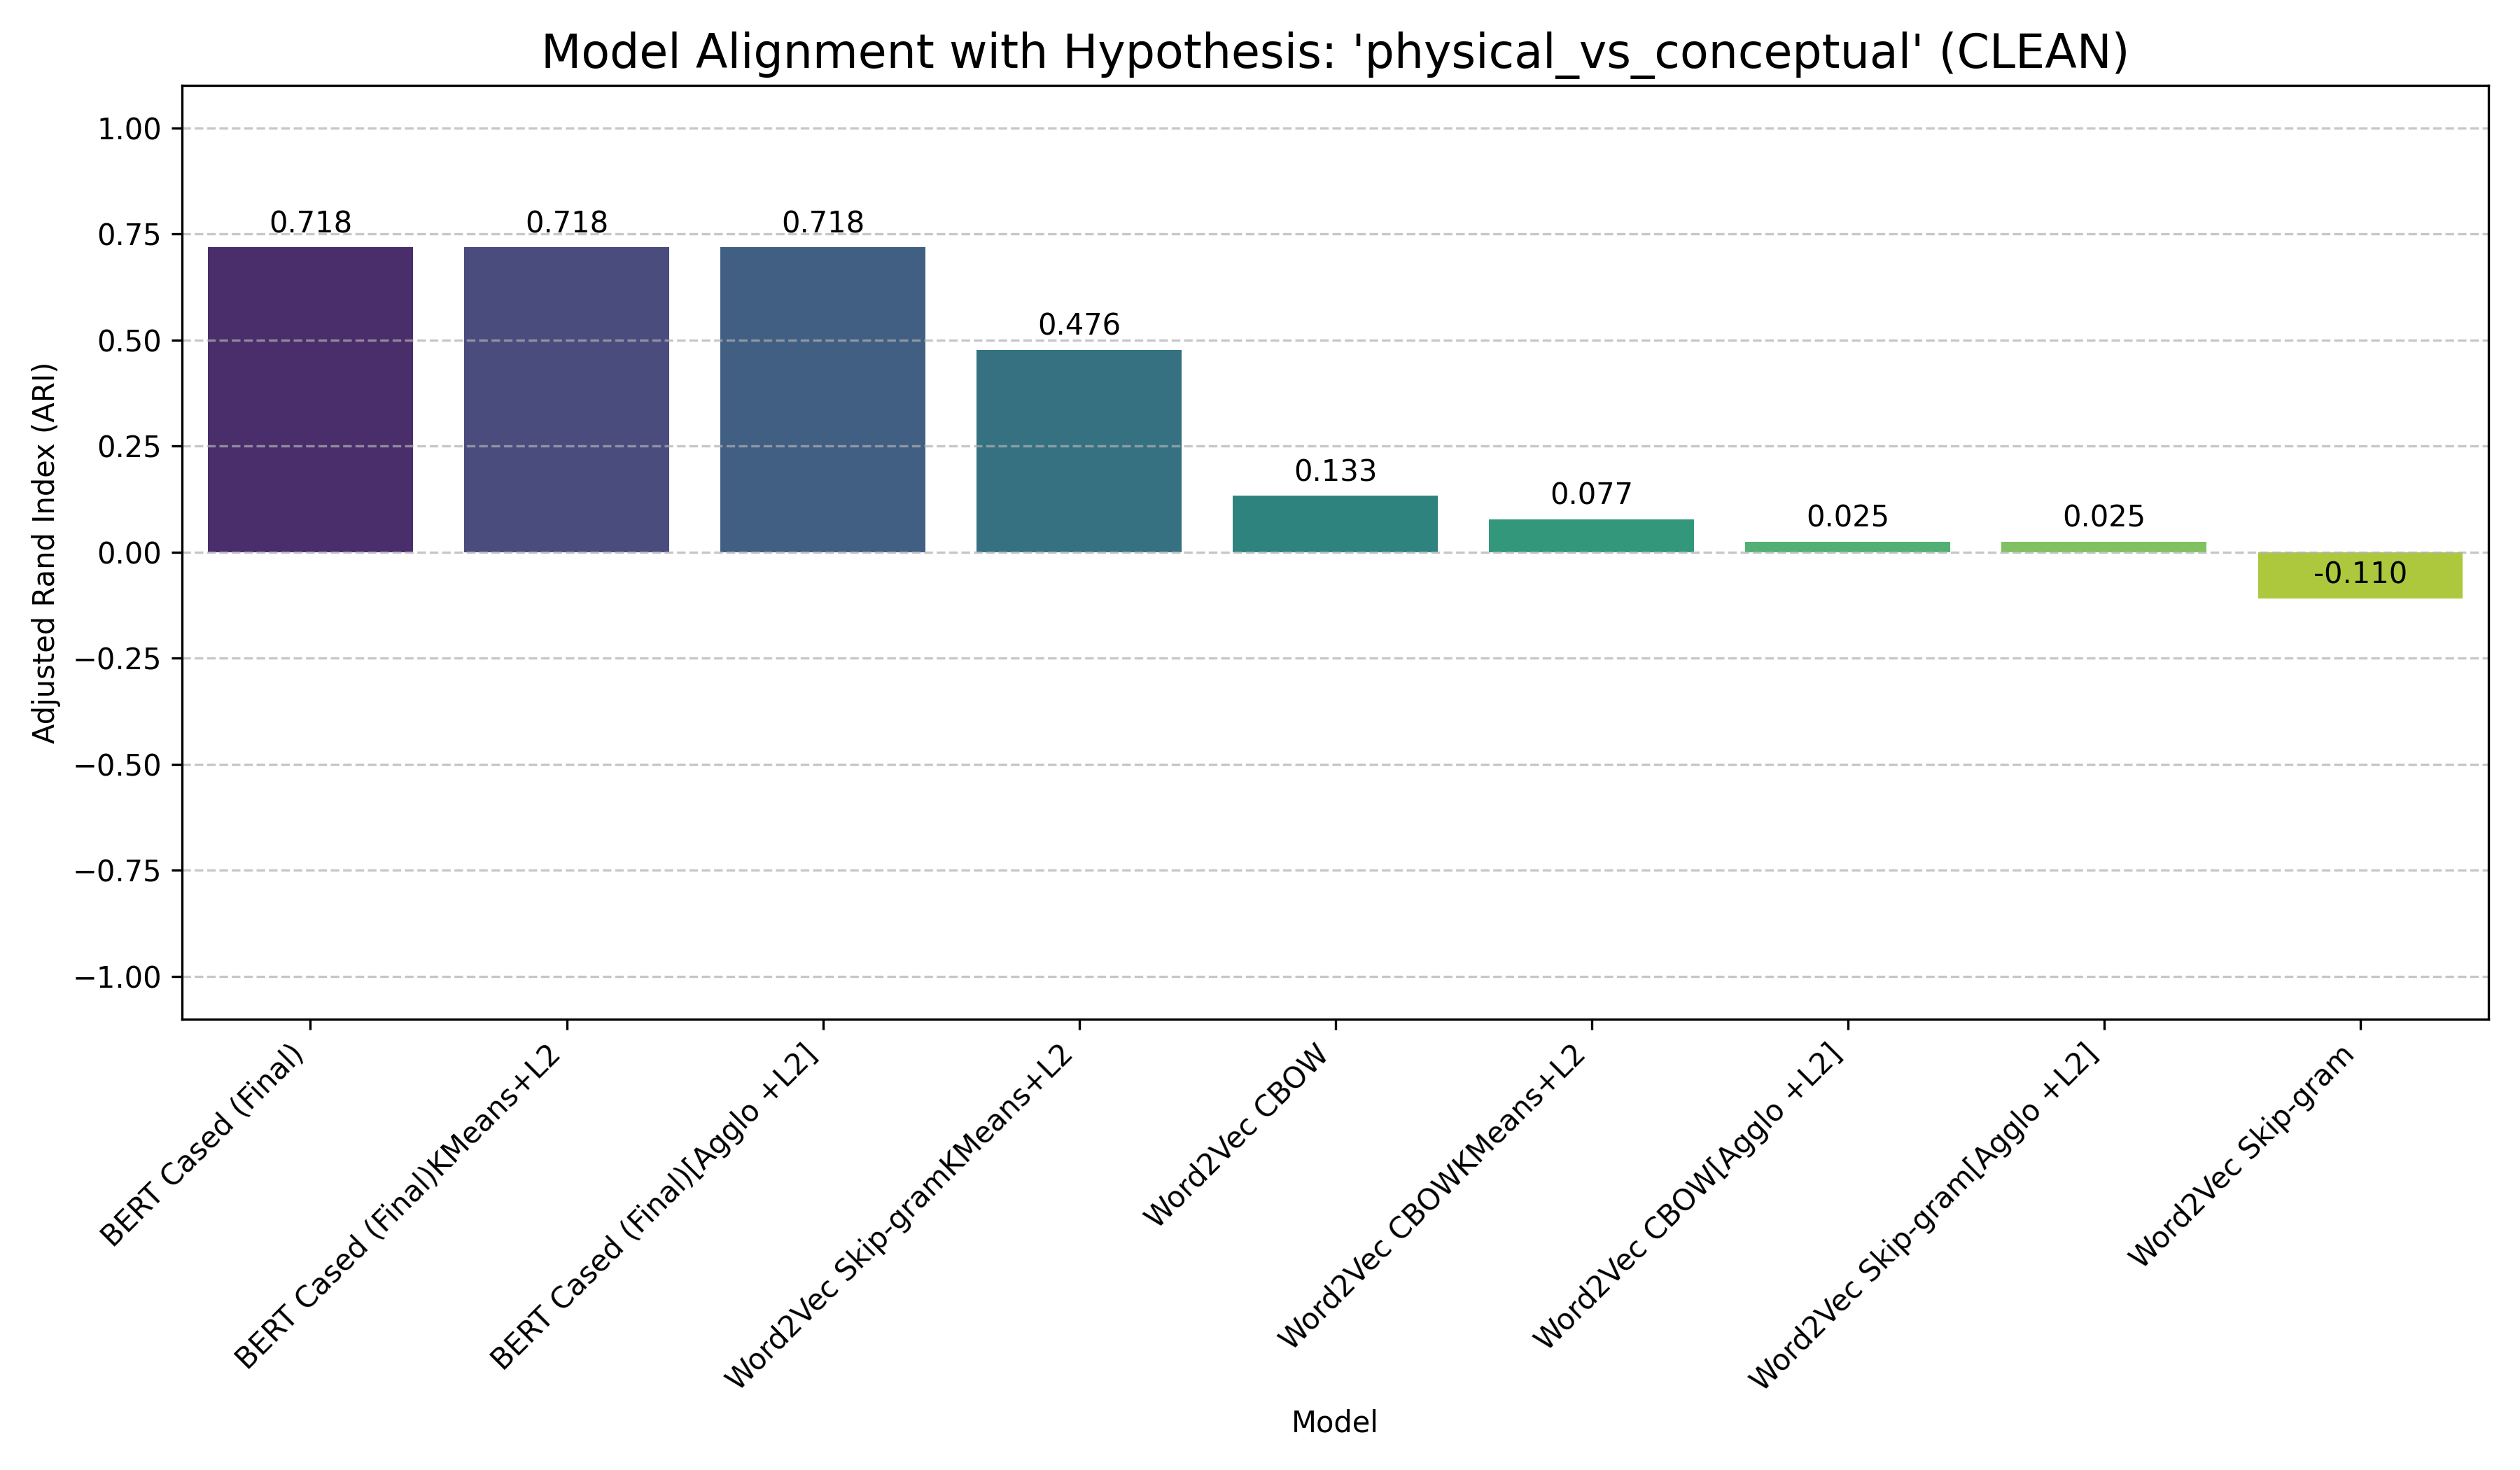 Model Alignment with Hypothesis: 'physical_vs_conceptual' (CLEAN)
Adjusted Rand Index (ARI)
1.00
0.75
0.50
0.25
0.00
−0.25
−0.50
−0.75
−1.00
0.718
0.718
0.718
0.476
0.133
0.077
0.025
0.025
-0.110
BERT Cased (Final)
BERT Cased (Final)KMeans+L2
BERT Cased (Final)[Agglo +L2]
Word2Vec Skip-gramKMeans+L2
Word2Vec CBOW
Word2Vec CBOWKMeans+L2
Word2Vec CBOW[Agglo +L2]
Word2Vec Skip-gram[Agglo +L2]
Word2Vec Skip-gram
Model